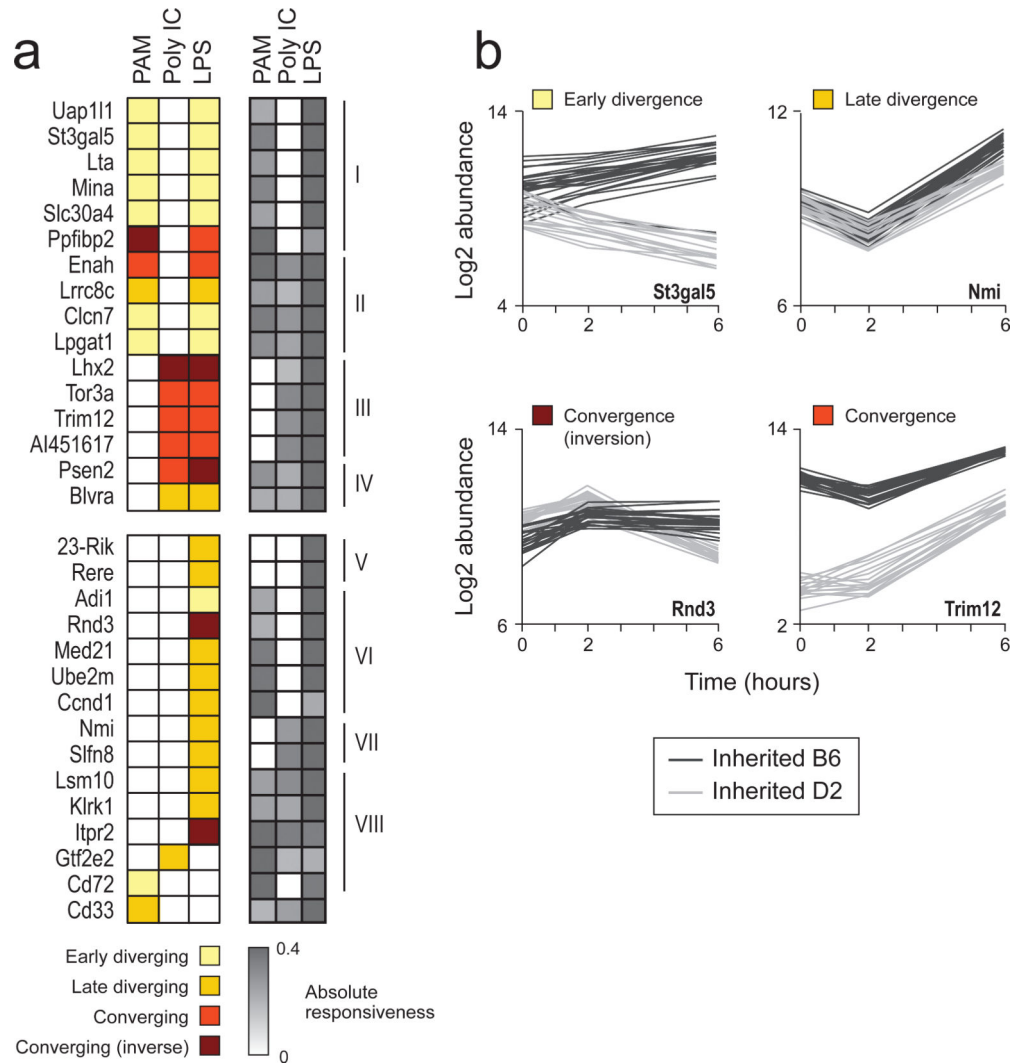 a
PAM
Poly IC
LPS
PAM
Poly IC
LPS
Uap1l1
St3gal5
Lta
Mina
Slc30a4
Ppfibp2
Enah
Lrrc8c
Clcn7
Lpgat1
Lhx2
Tor3a
Trim12
AI451617
Psen2
Blvra
I
II
III
IV
23-Rik
Rere
Adi1
Rnd3
Med21
Ube2m
Ccnd1
Nmi
Slfn8
Lsm10
Klrk1
Itpr2
Gtf2e2
Cd72
Cd33
V
VI
VII
VIII
Early diverging
Late diverging
Converging
Converging (inverse)
0.4
0
Absolute
responsiveness
b
Early divergence
14
4
Log2 abundance
St3gal5
0 2 6
Late divergence
12
6
Nmi
0 2 6
Convergence
(inversion)
14
6
Log2 abundance
Rnd3
0 2 6
Convergence
14
2
Trim12
0 2 6
Time (hours)
Inherited B6
Inherited D2